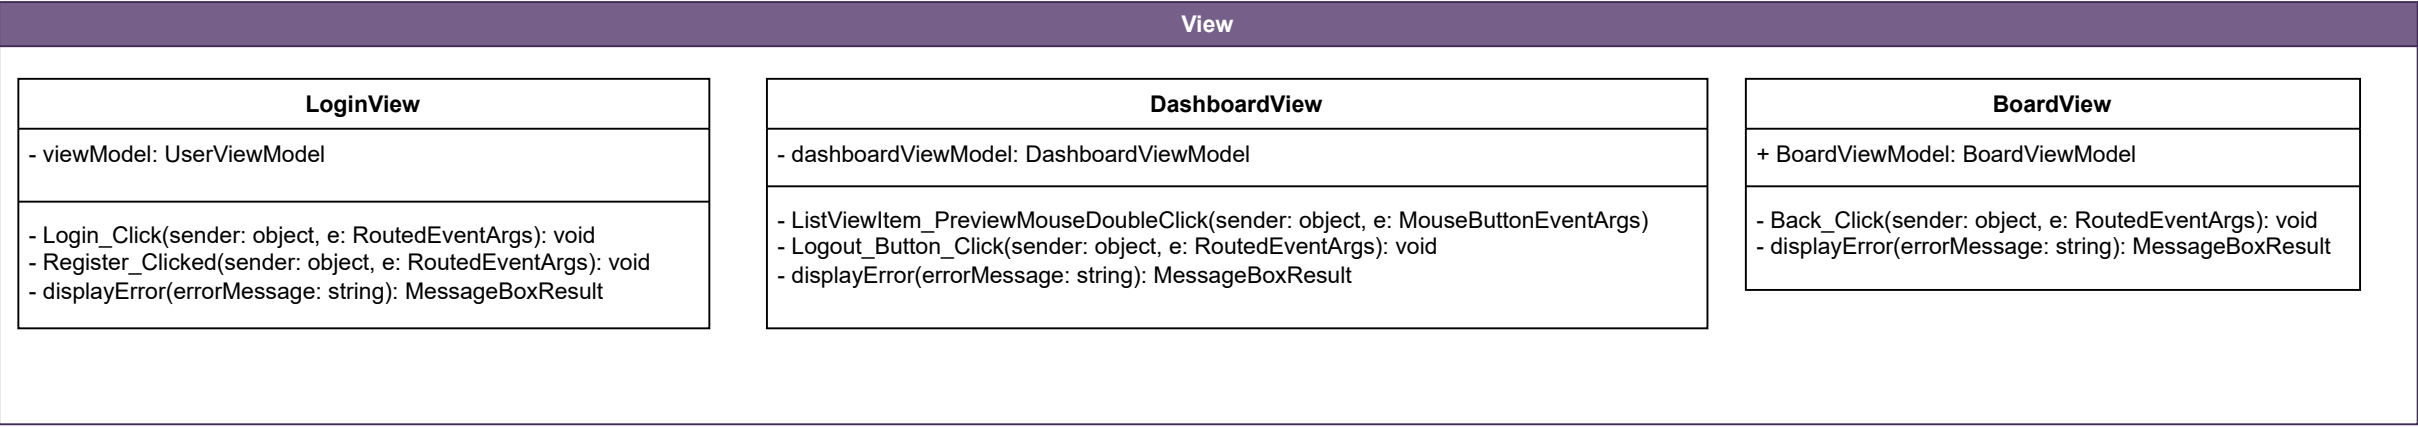 View
LoginView
- viewModel: UserViewModel
- Login_Click(sender: object, e: RoutedEventArgs): void
- Register_Clicked(sender: object, e: RoutedEventArgs): void
- displayError(errorMessage: string): MessageBoxResult
DashboardView
- dashboardViewModel: DashboardViewModel
- ListViewItem_PreviewMouseDoubleClick(sender: object, e: MouseButtonEventArgs)
- Logout_Button_Click(sender: object, e: RoutedEventArgs): void
- displayError(errorMessage: string): MessageBoxResult
BoardView
+ BoardViewModel: BoardViewModel
- Back_Click(sender: object, e: RoutedEventArgs): void
- displayError(errorMessage: string): MessageBoxResult